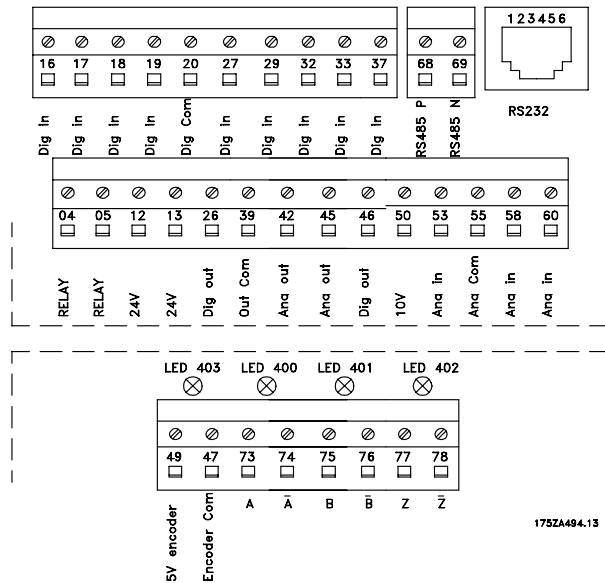 1 2 3 4 5 6
16 17 18 19 20 27 29 32 33 37 68 69
Dig in Dig in Dig in Dig in Dig Com Dig in Dig in Dig in Dig in Dig in RS485 P RS485 N RS232
04 05 12 13 26 39 42 45 46 50 53 55 58 60
RELAY RELAY 24V 24V Dig out Out Com Ana out Ana out Dig out 10V Ana in Ana Com Ana in Ana in
LED 403 LED 400 LED 401 LED 402
49 47 73 74 75 76 77 78
5V encoder Encoder Com A A̅ B B̅ Z Z̅
175ZA494.13